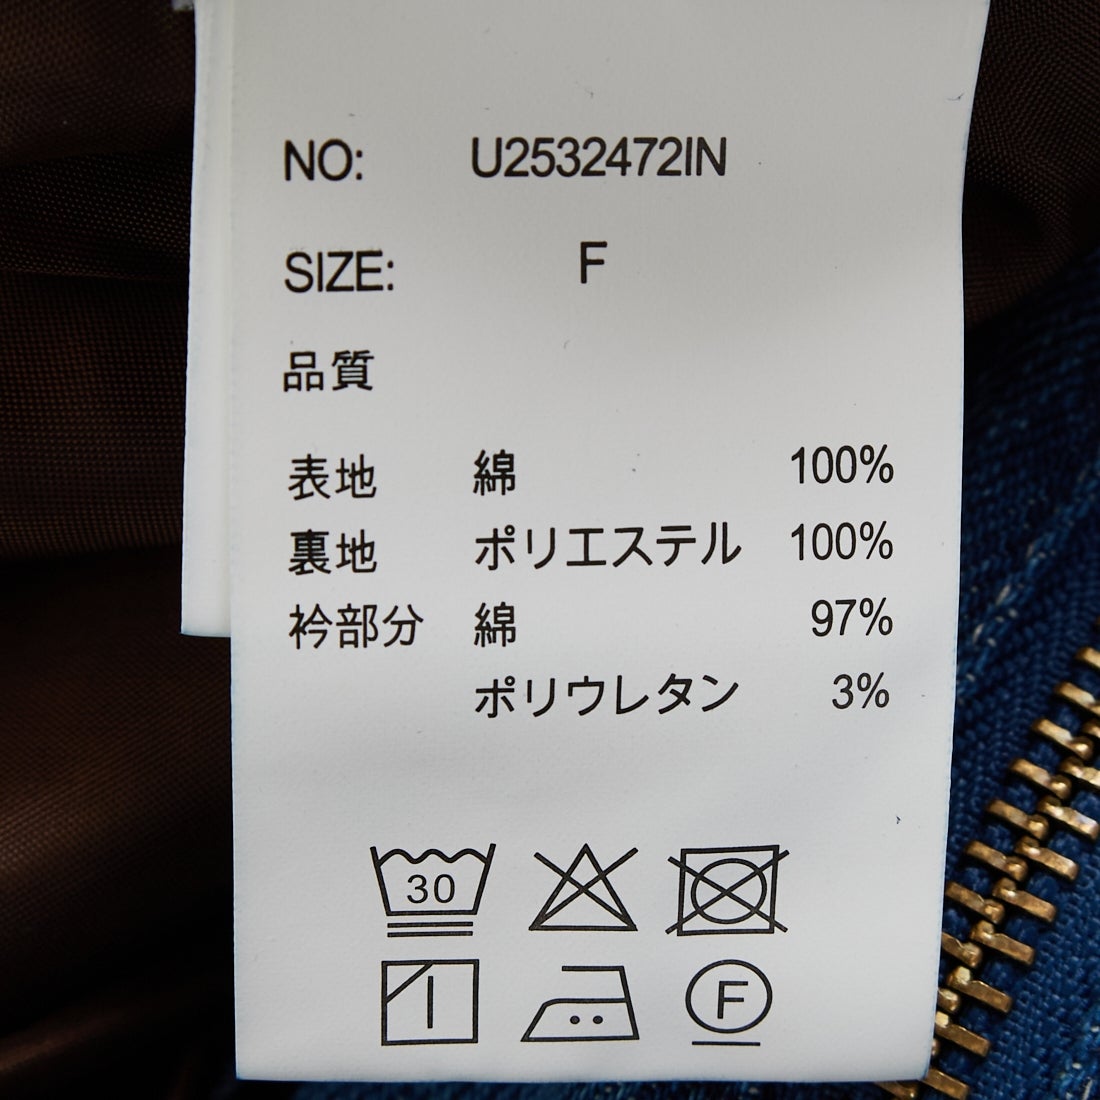 NO: U2532472IN
SIZE: F
品質
表地 綿 100%
裏地 ポリエステル 100%
衿部分 綿 97%
ポリウレタン 3%
30
F